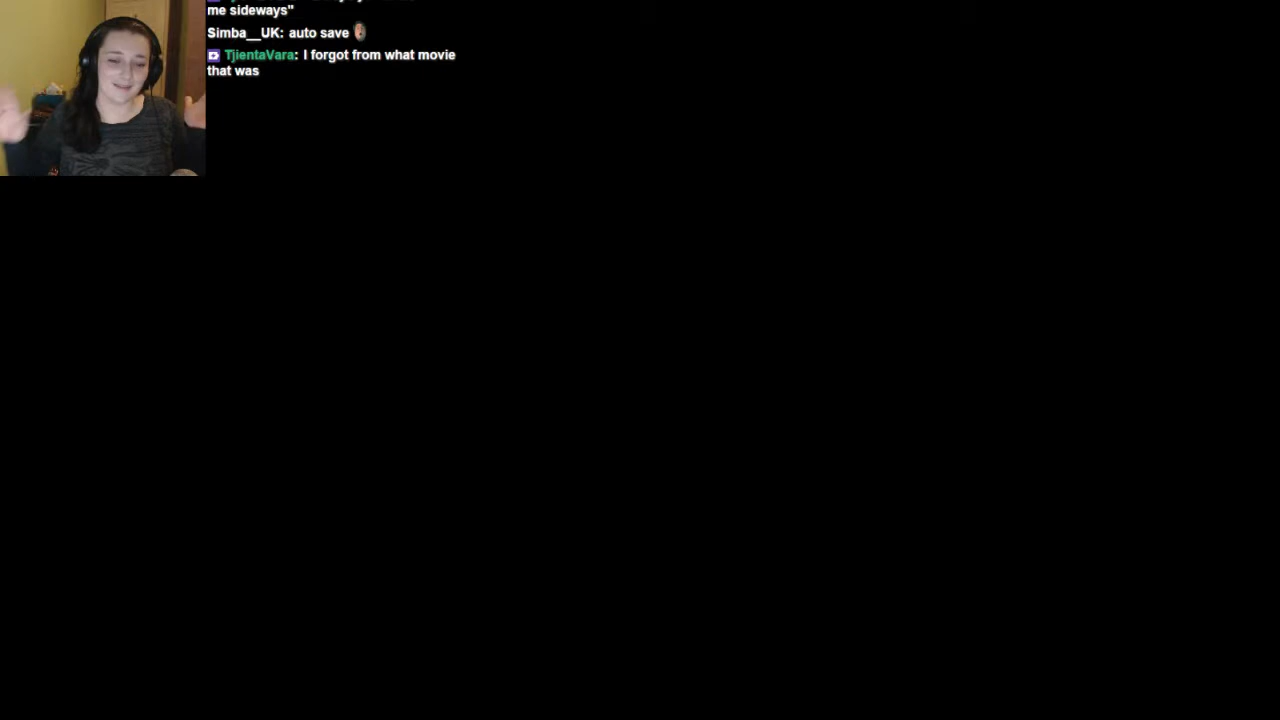 me sideways"
Simba__UK: auto save
TjientaVara: I forgot from what movie
that was